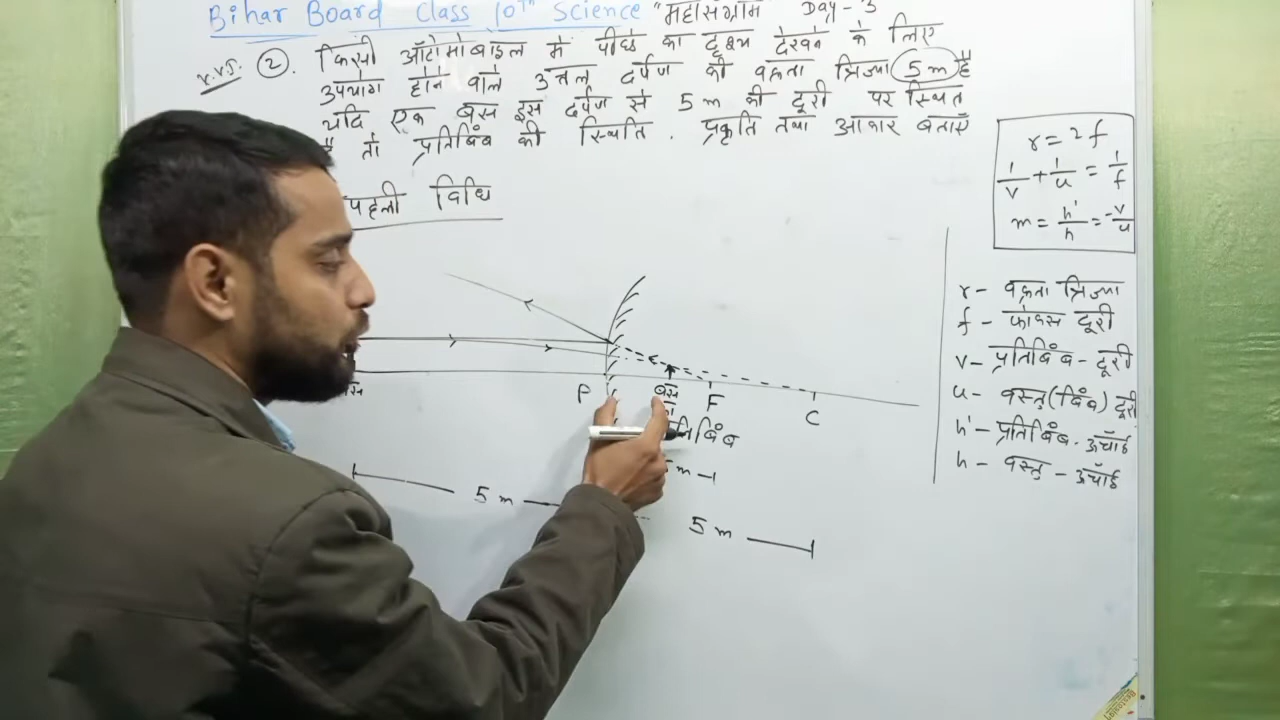 Bihar Board Class 10th Science "महासंग्राम Day-3
V.V.I. ②. किसी ऑटोमोबाइल में पीछे का दृश्य देखने के लिए
उपयोग होने वाले उत्तल दर्पण की वक्रता त्रिज्या 5 m है
यदि एक बस इस दर्पण से 5 m की दूरी पर स्थित
है तो प्रतिबिंब की स्थिति. प्रकृति तथा आकार बताएँ
पहली विधि
r = 2f
1/v + 1/u = 1/f
m = h'/h = -v/u
r - वक्रता त्रिज्या
f - फोकस दूरी
v - प्रतिबिंब - दूरी
u - वस्तु (बिंब) दूरी
h' - प्रतिबिंब - ऊँचाई
h - वस्तु - ऊँचाई
P बस F C
5 m
5 m